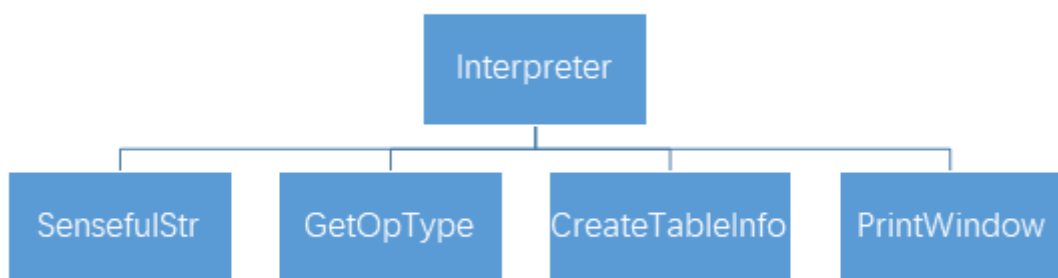 Interpreter
SensefulStr
GetOpType
CreateTableInfo
PrintWindow